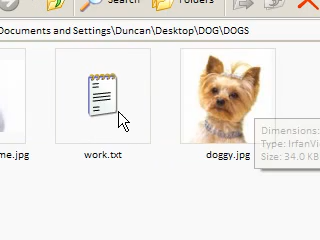 Search
Folders
Documents and Settings\Duncan\Desktop\DOG\DOGS
me.jpg
work.txt
doggy.jpg
Dimensions:
Type: IrfanVi
Size: 34.0 KB